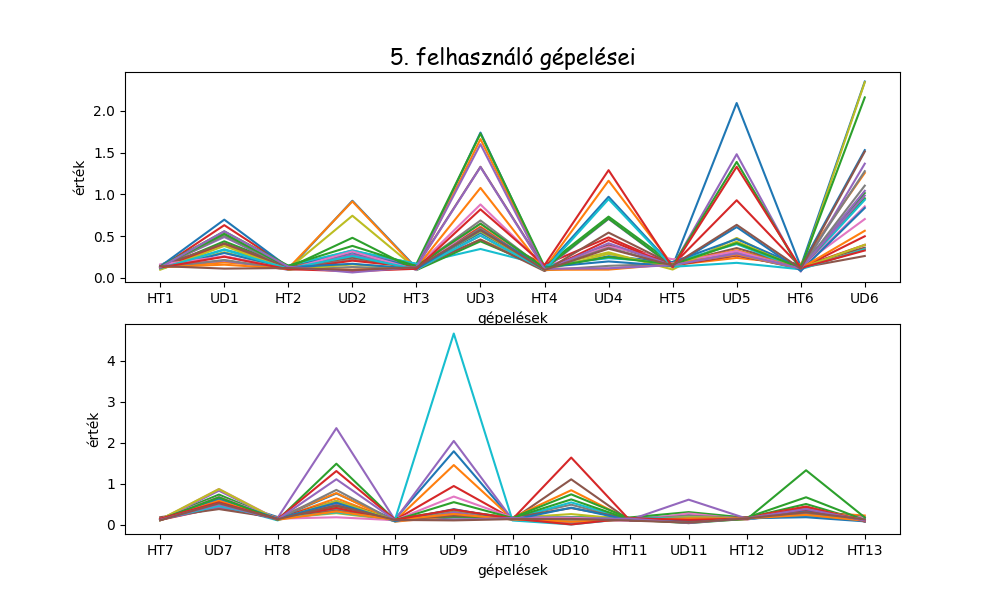 5. felhasználó gépelései
érték
2.0
1.5
1.0
0.5
0.0
HT1 UD1 HT2 UD2 HT3 UD3 HT4 UD4 HT5 UD5 HT6 UD6
gépelések
érték
4
3
2
1
0
HT7 UD7 HT8 UD8 HT9 UD9 HT10 UD10 HT11 UD11 HT12 UD12 HT13
gépelések